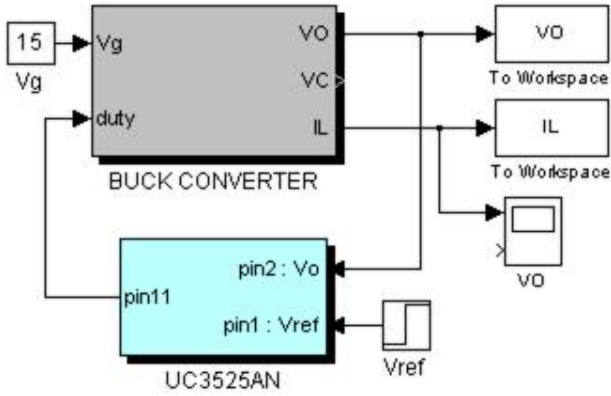 15
Vg
Vg
duty
VO
VC
IL
BUCK CONVERTER
VO
To Workspace
IL
To Workspace
VO
pin2 : Vo
pin11
pin1 : Vref
UC3525AN
Vref